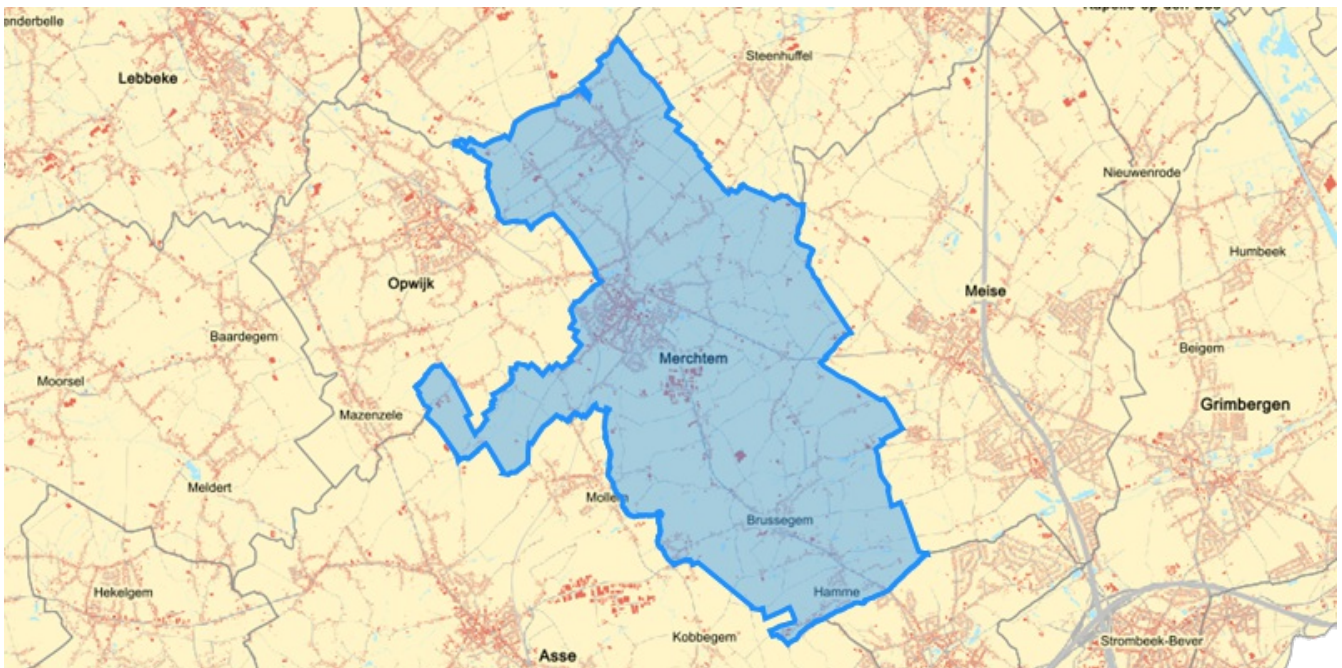 Lebbeke
Steenhuffel
Nieuwenrode
Humbeek
Opwijk
Meise
Baardegem
Beigem
Merchtem
Moorsel
Mazenzele
Grimbergen
Meldert
Mollem
Brussegem
Hekelgem
Hamme
Kobbegem
Strombeek-Bever
Asse